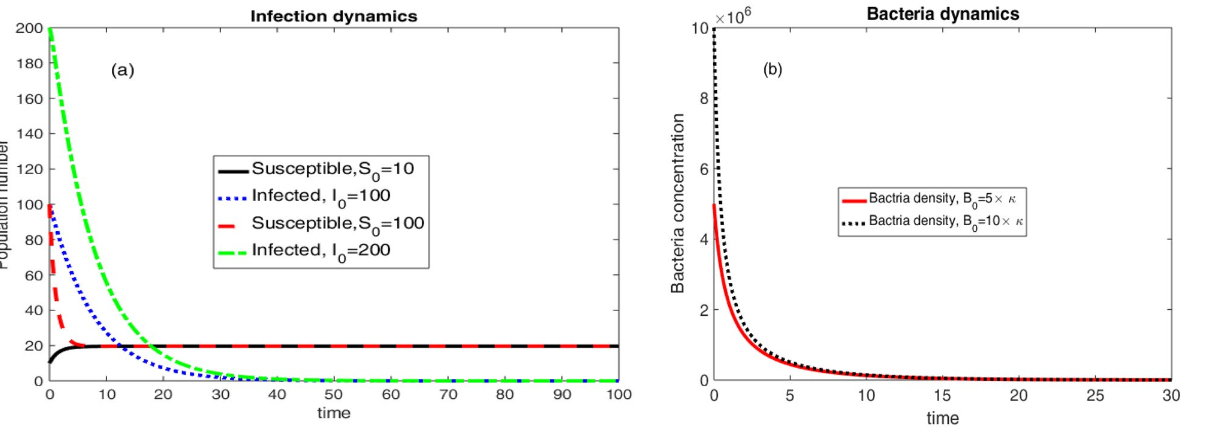 Infection dynamics
(a)
200
180
160
140
120
100
80
60
40
20
0
Population number
Susceptible,S0=10
Infected, I0=100
Susceptible,S0=100
Infected, I0=200
0 10 20 30 40 50 60 70 80 90 100
time
Bacteria dynamics
×10^6
(b)
10
8
6
4
2
0
Bacteria concentration
Bactria density, B0=5× κ
Bactria density, B0=10× κ
0 5 10 15 20 25 30
time